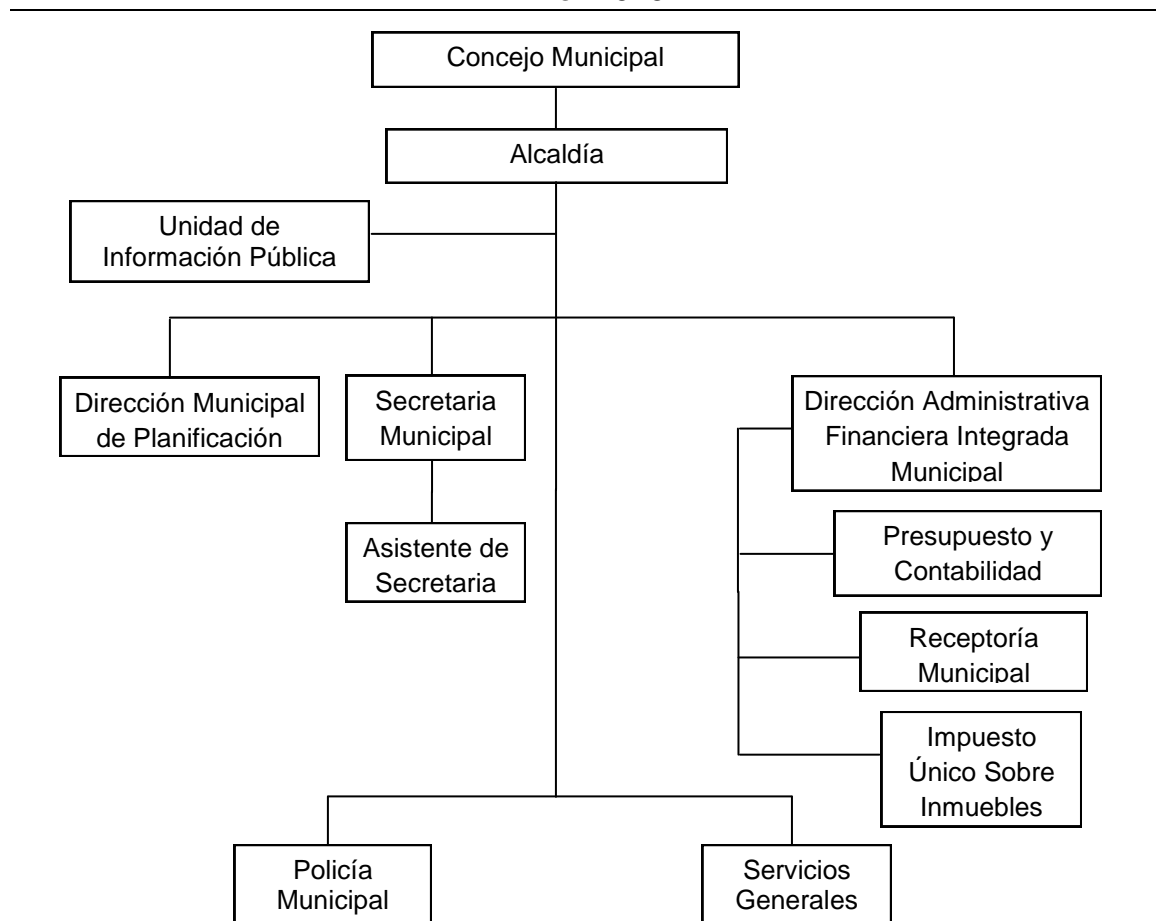 Concejo Municipal
Alcaldía
Unidad de
Información Pública
Dirección Municipal
de Planificación
Secretaria
Municipal
Dirección Administrativa
Financiera Integrada
Municipal
Asistente de
Secretaria
Presupuesto y
Contabilidad
Receptoría
Municipal
Impuesto
Único Sobre
Inmuebles
Policía
Municipal
Servicios
Generales